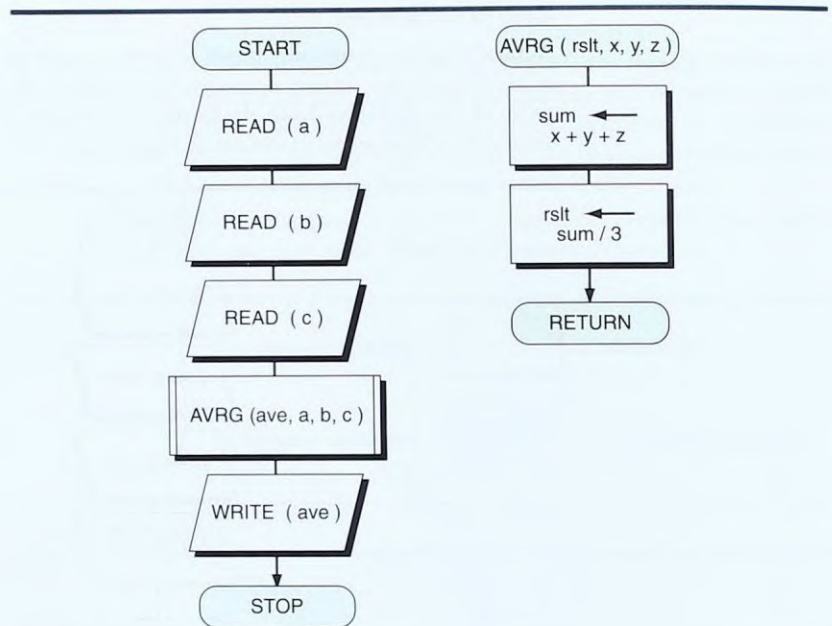 START
READ ( a )
READ ( b )
READ ( c )
AVRG (ave, a, b, c )
WRITE ( ave )
STOP
AVRG ( rslt, x, y, z )
sum ←
x + y + z
rslt ←
sum / 3
RETURN